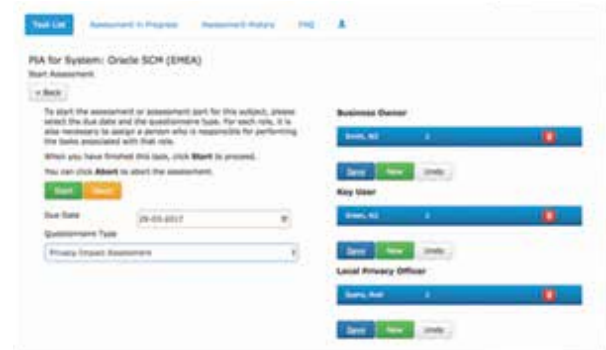 Task List
Assessment in Progress
Assessment History
FAQ
PIA for System: Oracle SCM (EMEA)
Start Assessment
< Back
To start the assessment or assessment part for this subject, please
select the due date and the questionnaire type. For each role, it is
also necessary to assign a person who is responsible for performing
the tasks associated with that role.
When you have finished this task, click Start to proceed.
You can click Abort to abort the assessment.
Start
Abort
Due Date
29-03-2017
Questionnaire Type
Privacy Impact Assessment
Business Owner
Save New Undo
Key User
Save New Undo
Local Privacy Officer
Save New Undo